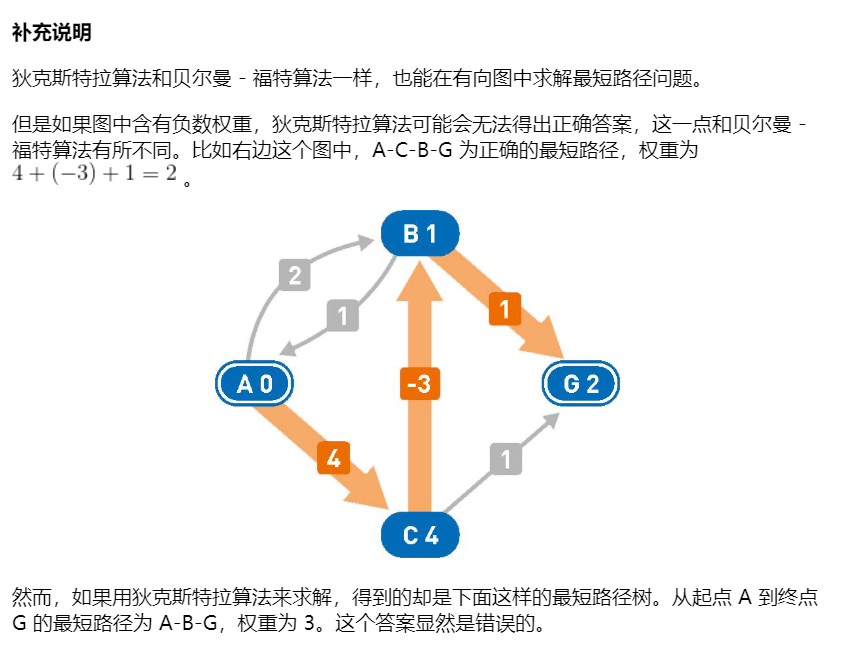 补充说明
狄克斯特拉算法和贝尔曼 - 福特算法一样，也能在有向图中求解最短路径问题。
但是如果图中含有负数权重，狄克斯特拉算法可能会无法得出正确答案，这一点和贝尔曼 -
福特算法有所不同。比如右边这个图中，A-C-B-G 为正确的最短路径，权重为
4 + (−3) + 1 = 2 。
B 1
2
1
1
A 0
-3
G 2
4
1
C 4
然而，如果用狄克斯特拉算法来求解，得到的却是下面这样的最短路径树。从起点 A 到终点
G 的最短路径为 A-B-G，权重为 3。这个答案显然是错误的。